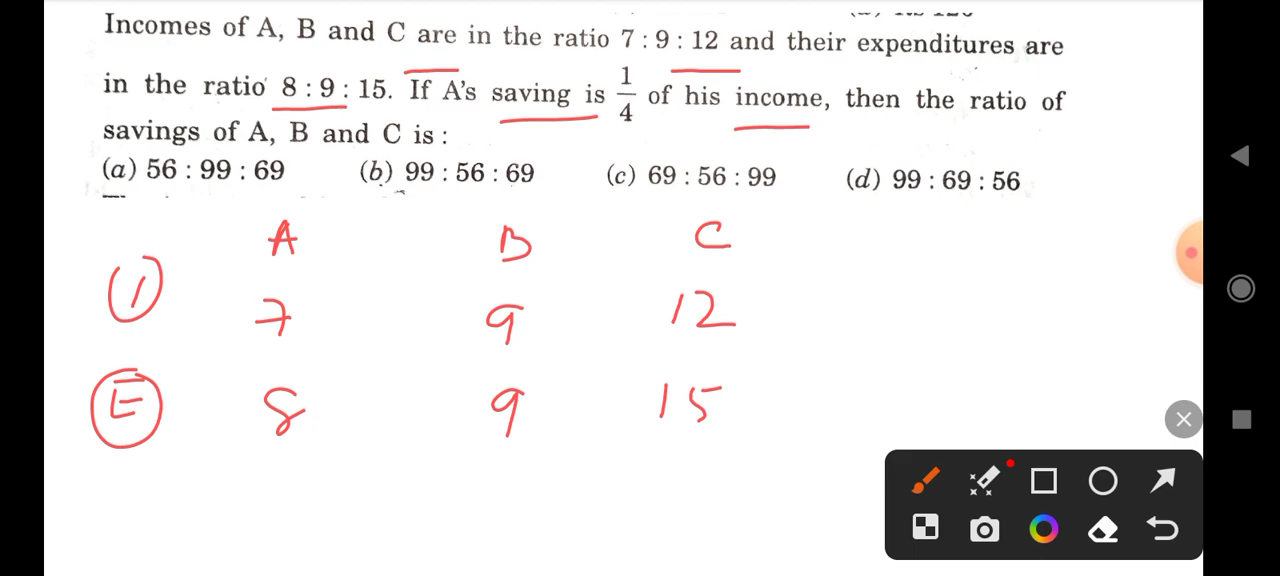 Incomes of A, B and C are in the ratio 7 : 9 : 12 and their expenditures are
in the ratio 8 : 9 : 15. If A's saving is 1/4 of his income, then the ratio of
savings of A, B and C is :
(a) 56 : 99 : 69 (b) 99 : 56 : 69 (c) 69 : 56 : 99 (d) 99 : 69 : 56
A B C
I 7 9 12
E 8 9 15